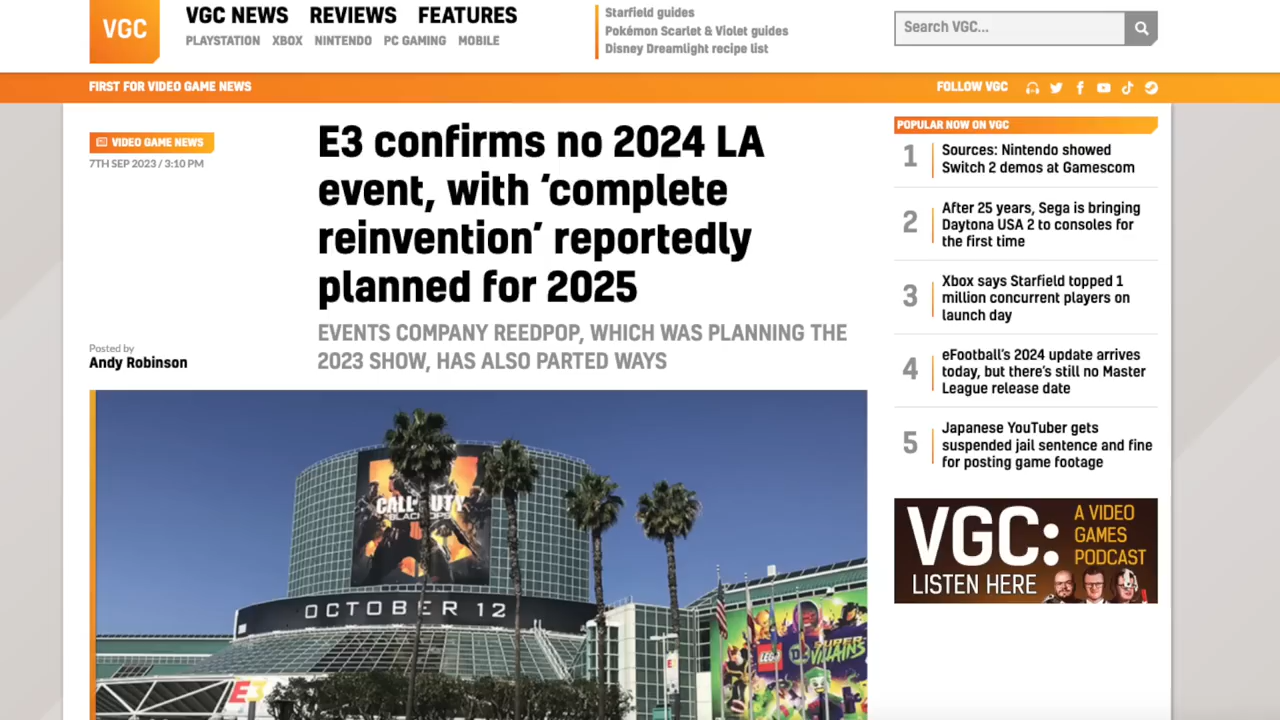 VGC
VGC NEWS REVIEWS FEATURES
PLAYSTATION XBOX NINTENDO PC GAMING MOBILE
Starfield guides
Pokémon Scarlet & Violet guides
Disney Dreamlight recipe list
Search VGC...
FIRST FOR VIDEO GAME NEWS
FOLLOW VGC
VIDEO GAME NEWS
7TH SEP 2023 / 3:10 PM
Posted by
Andy Robinson
E3 confirms no 2024 LA
event, with ‘complete
reinvention’ reportedly
planned for 2025
EVENTS COMPANY REEDPOP, WHICH WAS PLANNING THE
2023 SHOW, HAS ALSO PARTED WAYS
CALL OF DUTY
BLACK OPS
OCTOBER 12
E3
E3
LEGO
DC SUPER
VILLAINS
POPULAR NOW ON VGC
1
Sources: Nintendo showed
Switch 2 demos at Gamescom
2
After 25 years, Sega is bringing
Daytona USA 2 to consoles for
the first time
3
Xbox says Starfield topped 1
million concurrent players on
launch day
4
eFootball’s 2024 update arrives
today, but there’s still no Master
League release date
5
Japanese YouTuber gets
suspended jail sentence and fine
for posting game footage
VGC:
A VIDEO
GAMES
PODCAST
LISTEN HERE